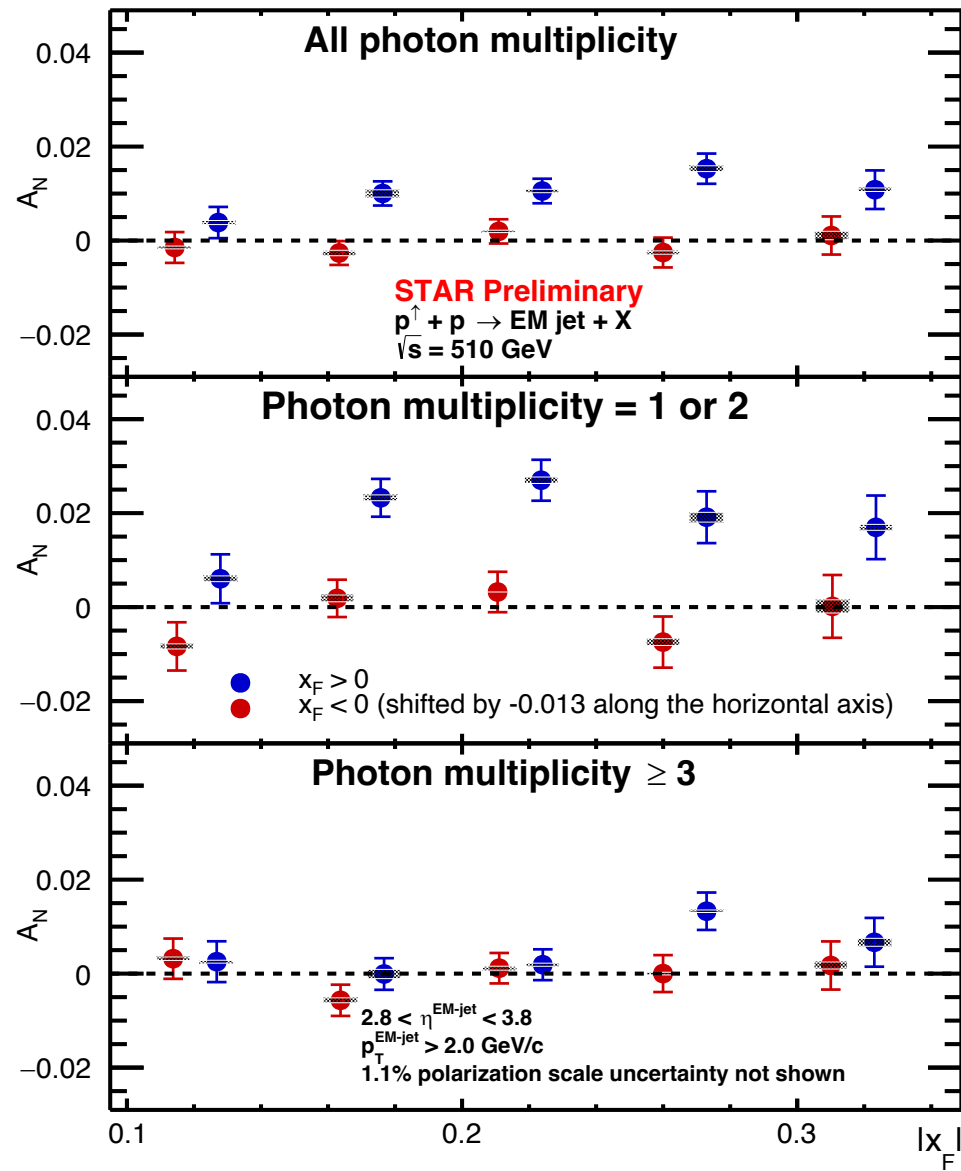 All photon multiplicity
0.04
0.02
0
−0.02
A_N
STAR Preliminary
p^↑ + p → EM jet + X
√s = 510 GeV
Photon multiplicity = 1 or 2
0.04
0.02
0
−0.02
A_N
x_F > 0
x_F < 0 (shifted by -0.013 along the horizontal axis)
Photon multiplicity ≥ 3
0.04
0.02
0
−0.02
A_N
2.8 < η^EM-jet < 3.8
p_T^EM-jet > 2.0 GeV/c
1.1% polarization scale uncertainty not shown
0.1 0.2 0.3 |x_F|